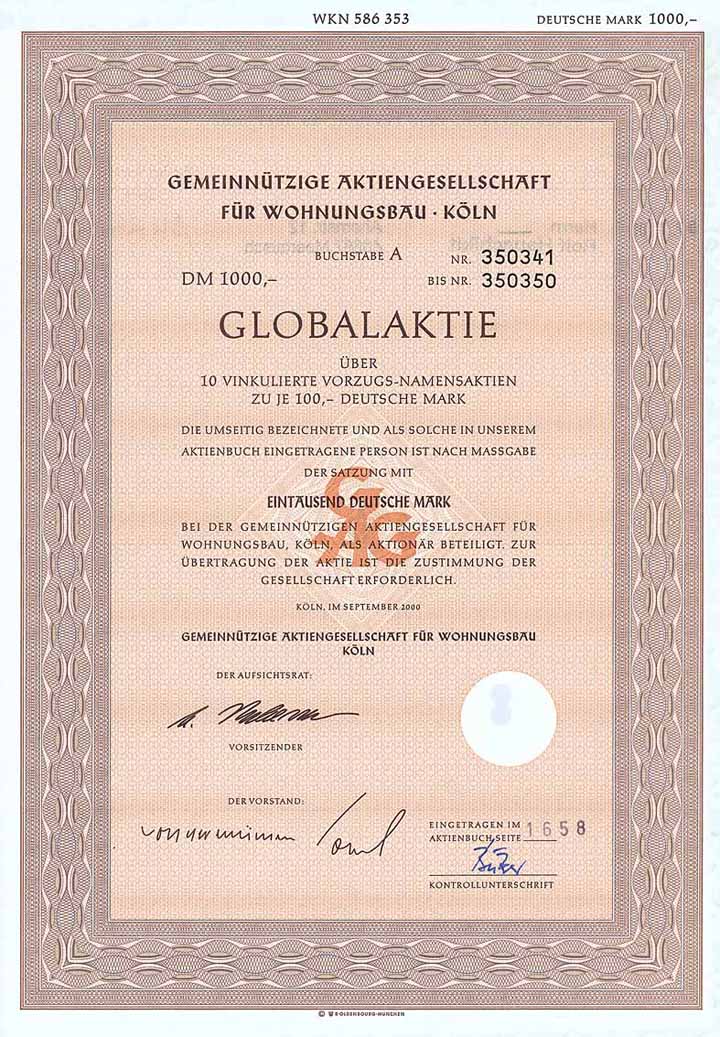 WKN 586 353 DEUTSCHE MARK 1000,–
GEMEINNÜTZIGE AKTIENGESELLSCHAFT
FÜR WOHNUNGSBAU · KÖLN
BUCHSTABE A NR. 350341
DM 1000,– BIS NR. 350350
GLOBALAKTIE
ÜBER
10 VINKULIERTE VORZUGS-NAMENSAKTIEN
ZU JE 100,– DEUTSCHE MARK
DIE UMSEITIG BEZEICHNETE UND ALS SOLCHE IN UNSEREM
AKTIENBUCH EINGETRAGENE PERSON IST NACH MASSGABE
DER SATZUNG MIT
EINTAUSEND DEUTSCHE MARK
BEI DER GEMEINNÜTZIGEN AKTIENGESELLSCHAFT FÜR
WOHNUNGSBAU, KÖLN, ALS AKTIONÄR BETEILIGT. ZUR
ÜBERTRAGUNG DER AKTIE IST DIE ZUSTIMMUNG DER
GESELLSCHAFT ERFORDERLICH.
GAG
KÖLN, IM SEPTEMBER 2000
GEMEINNÜTZIGE AKTIENGESELLSCHAFT FÜR WOHNUNGSBAU
KÖLN
DER AUFSICHTSRAT:
VORSITZENDER
DER VORSTAND:
EINGETRAGEN IM
AKTIENBUCH SEITE 1658
KONTROLLUNTERSCHRIFT
© R·OLDENBOURG·MÜNCHEN